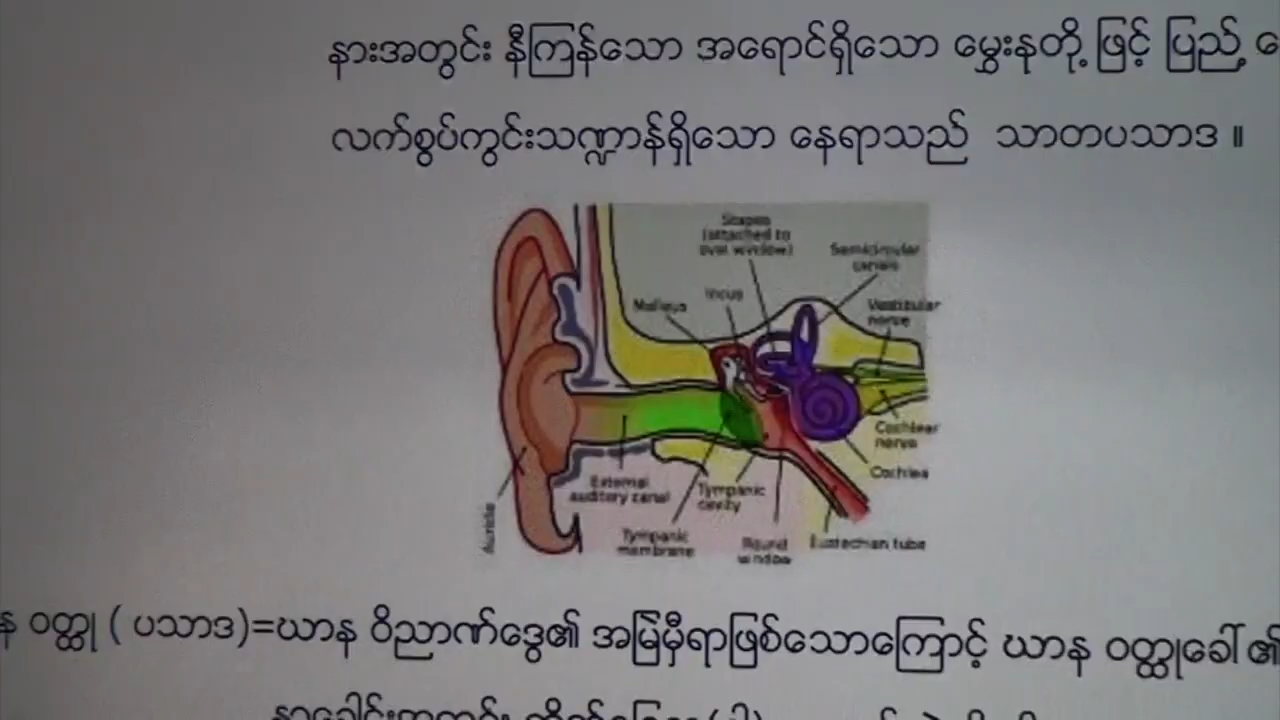 နားအတွင်း နီကြန်သော အရောင်ရှိသော မွှေးနုတို့ ဖြင့် ပြည့်
လက်စွပ်ကွင်းသဏ္ဍာန်ရှိသော နေရာသည် သာတပသာဒ ။
Stapes
(attached to
oval window)
Semicircular
canals
Malleus
Incus
Vestibular
nerve
Cochlear
nerve
Cochlea
External
auditory canal
Tympanic
cavity
Auricle
Tympanic
membrane
Round
window
Eustachian tube
န ဝတ္ထု ( ပသာဒ)=ဃာန ဝိညာဏ်ဒွေ၏ အမြဲမှီရာဖြစ်သောကြောင့် ဃာန ဝတ္ထုခေါ်၏